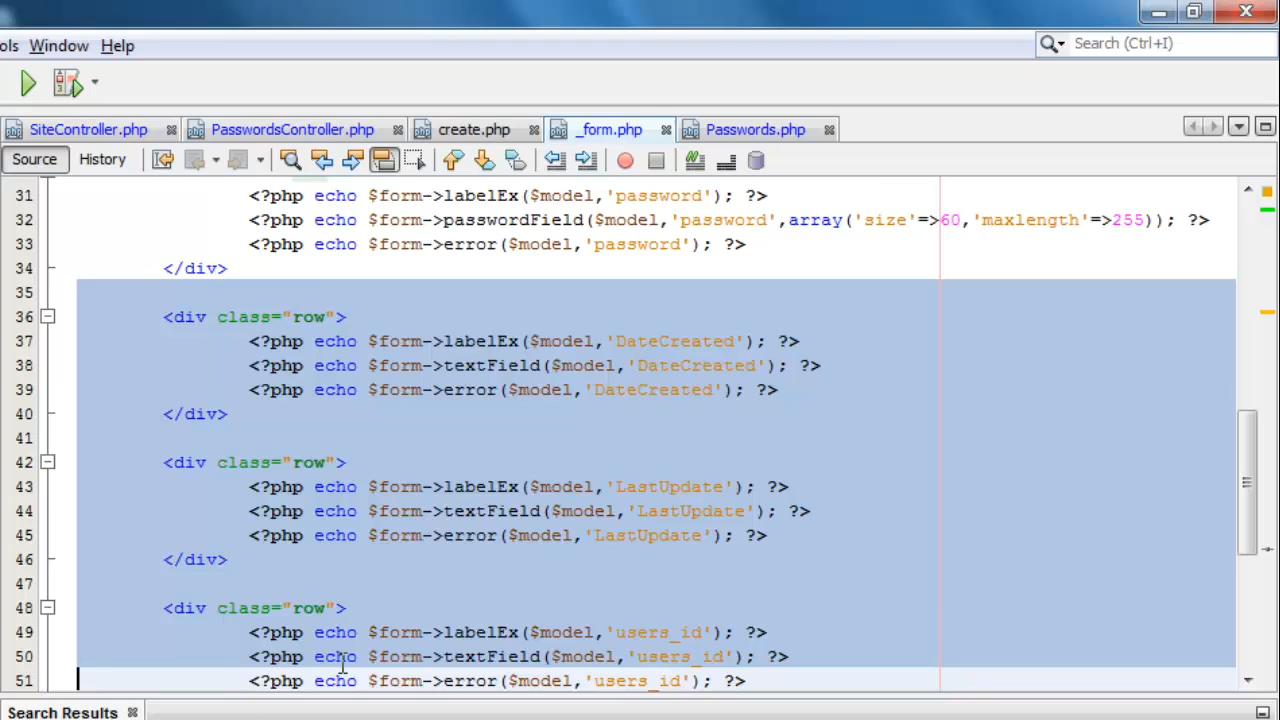 ols Window Help
Search (Ctrl+I)
SiteController.php PasswordsController.php create.php _form.php Passwords.php
Source History
31 <?php echo $form->labelEx($model,'password'); ?>
32 <?php echo $form->passwordField($model,'password',array('size'=>60,'maxlength'=>255)); ?>
33 <?php echo $form->error($model,'password'); ?>
34 </div>
35
36 <div class="row">
37 <?php echo $form->labelEx($model,'DateCreated'); ?>
38 <?php echo $form->textField($model,'DateCreated'); ?>
39 <?php echo $form->error($model,'DateCreated'); ?>
40 </div>
41
42 <div class="row">
43 <?php echo $form->labelEx($model,'LastUpdate'); ?>
44 <?php echo $form->textField($model,'LastUpdate'); ?>
45 <?php echo $form->error($model,'LastUpdate'); ?>
46 </div>
47
48 <div class="row">
49 <?php echo $form->labelEx($model,'users_id'); ?>
50 <?php echo $form->textField($model,'users_id'); ?>
51 <?php echo $form->error($model,'users_id'); ?>
Search Results